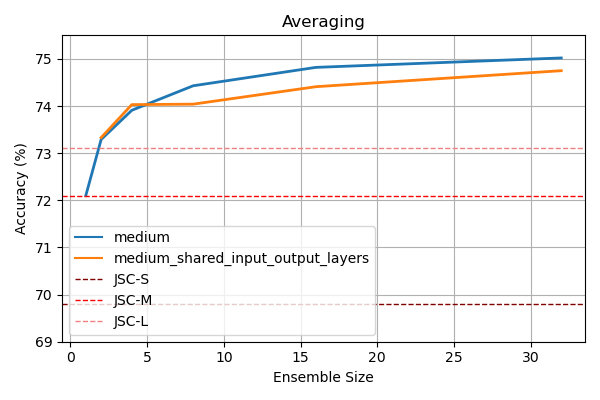 Averaging
Accuracy (%)
75
74
73
72
71
70
69
medium
medium_shared_input_output_layers
JSC-S
JSC-M
JSC-L
0 5 10 15 20 25 30
Ensemble Size